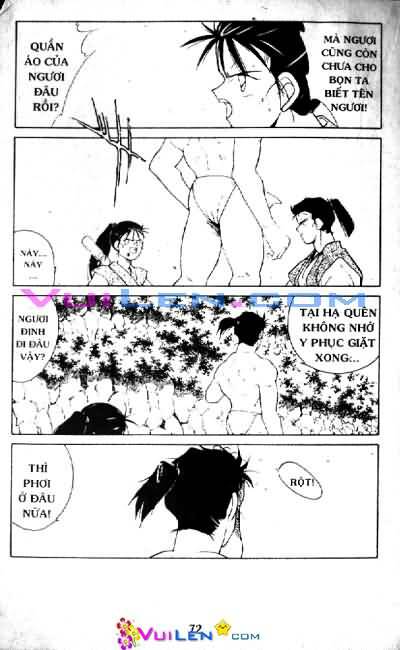 QUẦN
ÁO CỦA
NGƯƠI
ĐÂU
RỒI?
MÀ NGƯƠI
CŨNG CÒN
CHƯA CHO
BỌN TA
BIẾT TÊN
NGƯƠI!
NÀY...
NÀY
...
VUILEN.COM
NGƯƠI
ĐỊNH
ĐI ĐÂU
VẬY?
TẠI HẠ QUÊN
KHÔNG NHỚ
Y PHỤC GIẶT
XONG...
THÌ
PHƠI
Ở ĐÂU
NỮA!
RỘT!
72
VUILEN.COM